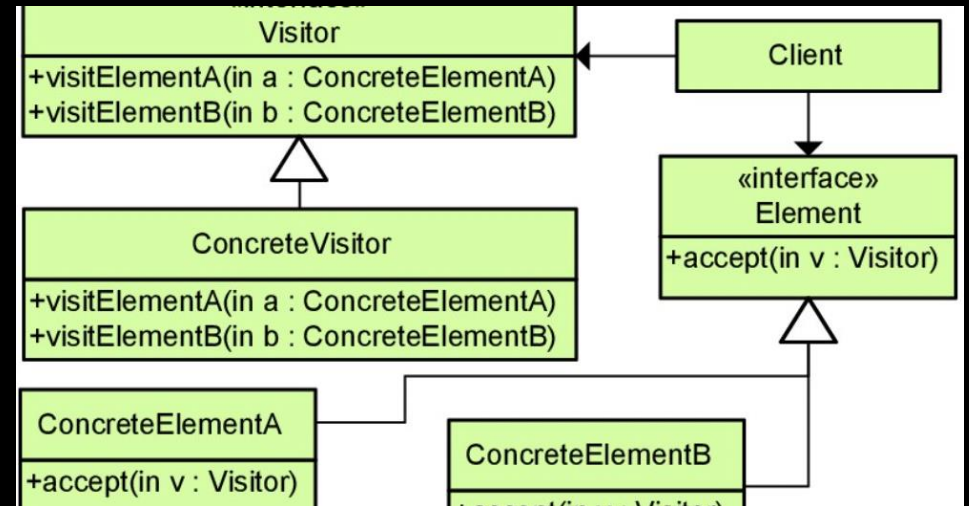 Visitor
+visitElementA(in a : ConcreteElementA)
+visitElementB(in b : ConcreteElementB)
Client
«interface»
Element
+accept(in v : Visitor)
ConcreteVisitor
+visitElementA(in a : ConcreteElementA)
+visitElementB(in b : ConcreteElementB)
ConcreteElementA
+accept(in v : Visitor)
ConcreteElementB